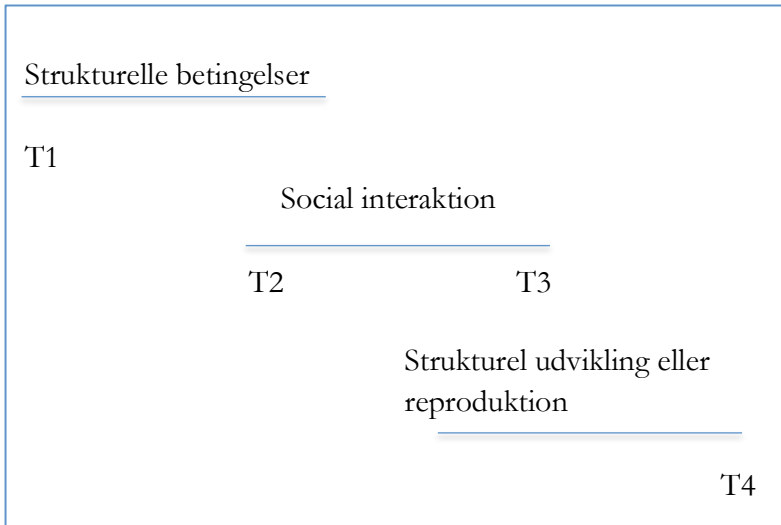 Strukturelle betingelser
T1
Social interaktion
T2 T3
Strukturel udvikling eller
reproduktion
T4